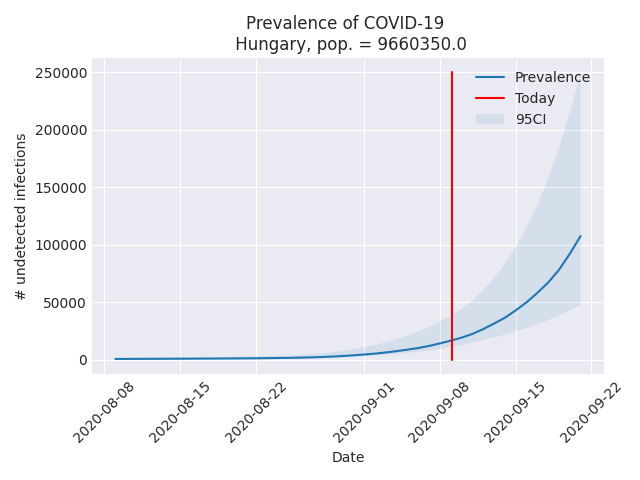 Prevalence of COVID-19
Hungary, pop. = 9660350.0
250000
200000
150000
100000
50000
0
# undetected infections
Prevalence
Today
95CI
2020-08-08
2020-08-15
2020-08-22
2020-09-01
2020-09-08
2020-09-15
2020-09-22
Date